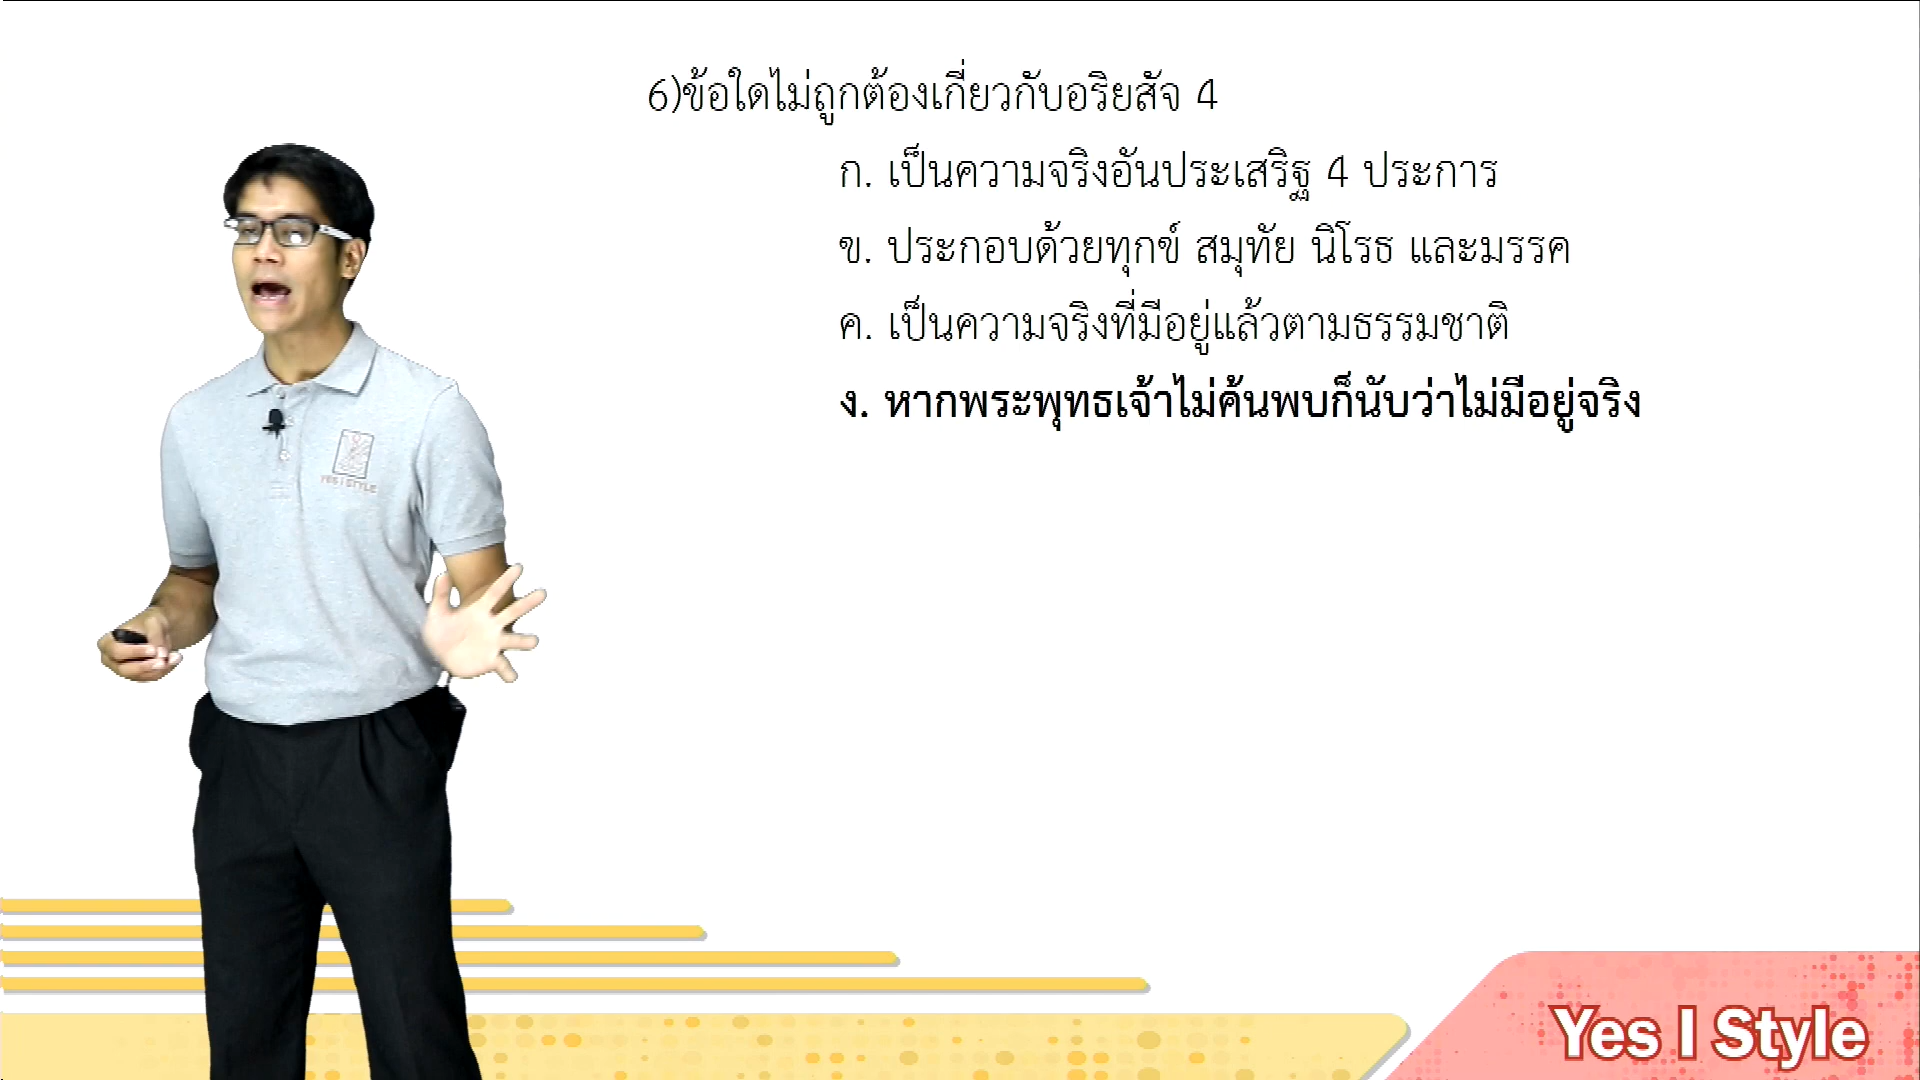 6)ข้อใดไม่ถูกต้องเกี่ยวกับอริยสัจ 4
ก. เป็นความจริงอันประเสริฐ 4 ประการ
ข. ประกอบด้วยทุกข์ สมุทัย นิโรธ และมรรค
ค. เป็นความจริงที่มีอยู่แล้วตามธรรมชาติ
ง. หากพระพุทธเจ้าไม่ค้นพบก็นับว่าไม่มีอยู่จริง
YES I STYLE
Yes I Style